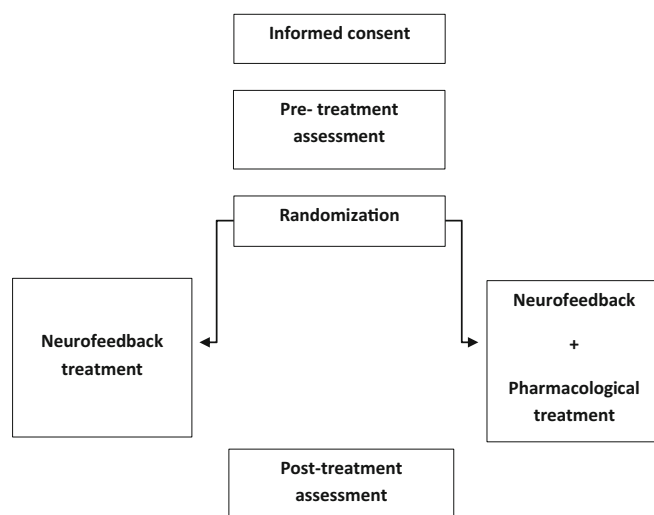 Informed consent
Pre- treatment
assessment
Randomization
Neurofeedback
treatment
Neurofeedback
+
Pharmacological
treatment
Post-treatment
assessment